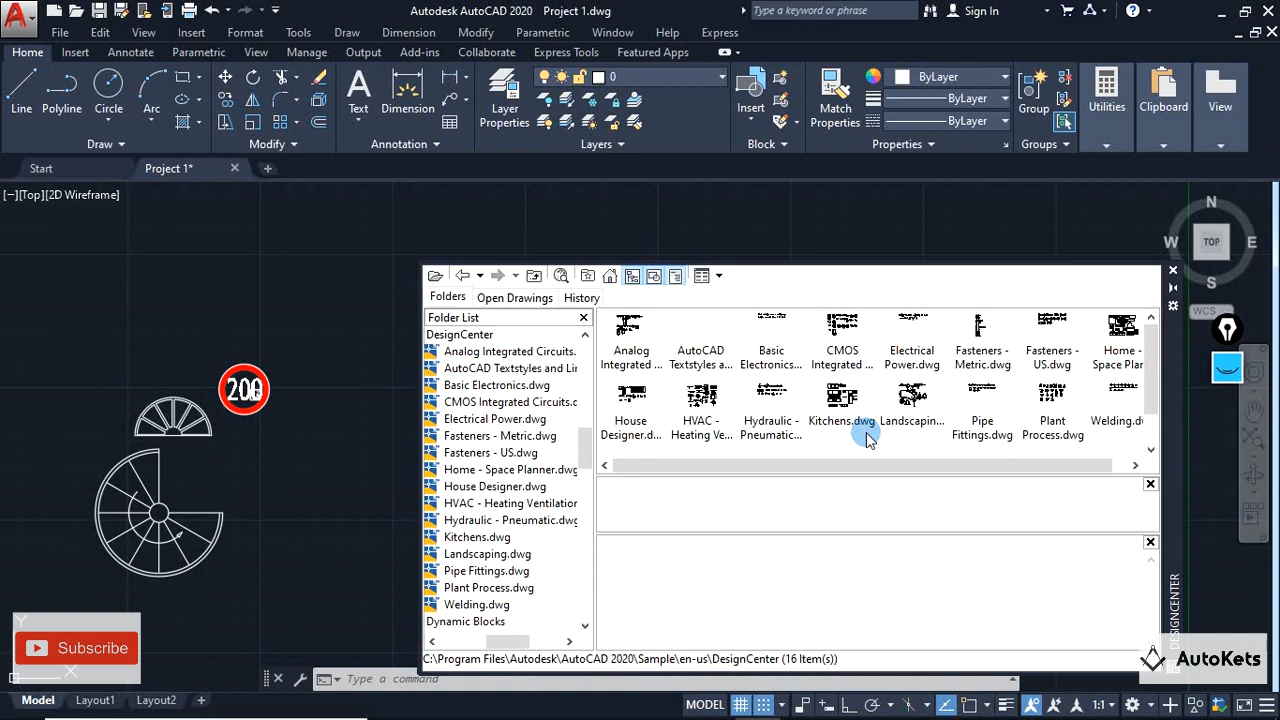 Autodesk AutoCAD 2020 Project 1.dwg
Type a keyword or phrase
Sign In
File Edit View Insert Format Tools Draw Dimension Modify Parametric Window Help Express
Home Insert Annotate Parametric View Manage Output Add-ins Collaborate Express Tools Featured Apps
0
ByLayer
ByLayer
ByLayer
Line Polyline Circle Arc
Text Dimension
Layer
Properties
Insert
Match
Properties
Group
Utilities
Clipboard
View
Draw Modify Annotation Layers Block Properties Groups
Start Project 1*
[−][Top][2D Wireframe]
N
W TOP E
S
WCS
Folders Open Drawings History
Folder List
DesignCenter
Analog Integrated Circuits.
AutoCAD Textstyles and Lin
Basic Electronics.dwg
CMOS Integrated Circuits.d
Electrical Power.dwg
Fasteners - Metric.dwg
Fasteners - US.dwg
Home - Space Planner.dwg
House Designer.dwg
HVAC - Heating Ventilation
Hydraulic - Pneumatic.dwg
Kitchens.dwg
Landscaping.dwg
Pipe Fittings.dwg
Plant Process.dwg
Welding.dwg
Dynamic Blocks
Analog
Integrated ...
AutoCAD
Textstyles a...
Basic
Electronics....
CMOS
Integrated ...
Electrical
Power.dwg
Fasteners -
Metric.dwg
Fasteners -
US.dwg
Home -
Space Plar
House
Designer.d...
HVAC -
Heating Ve...
Hydraulic -
Pneumatic...
Kitchens.dwg
Landscapin...
Pipe
Fittings.dwg
Plant
Process.dwg
Welding.dv
C:\Program Files\Autodesk\AutoCAD 2020\Sample\en-us\DesignCenter (16 Item(s))
DESIGNCENTER
Y
Subscribe
X
AutoKets
Type a command
Model Layout1 Layout2
MODEL
1:1